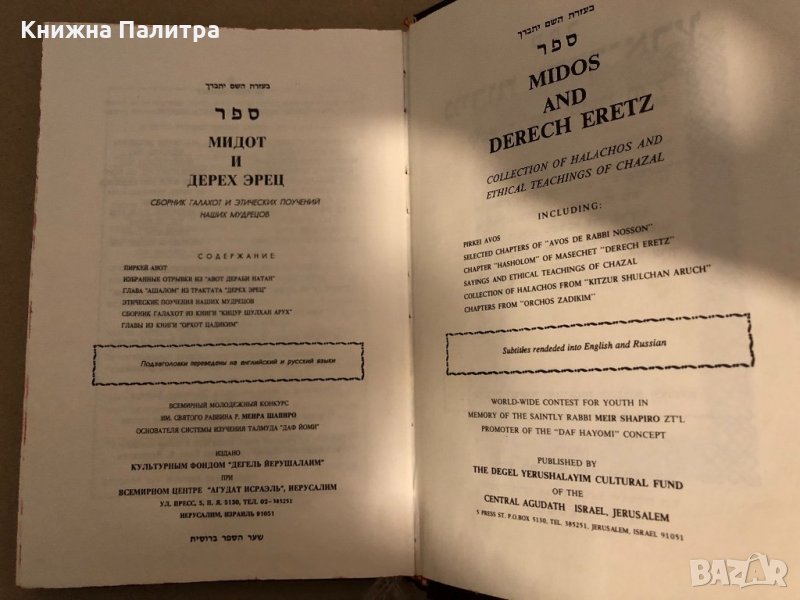 Книжна Палитра
בעזרת השם יתברך
ספר
МИДОТ
И
ДЕРЕХ ЭРЕЦ
СБОРНИК ГАЛАХОТ И ЭТИЧЕСКИХ ПОУЧЕНИЙ
НАШИХ МУДРЕЦОВ
СОДЕРЖАНИЕ
ПИРКЕЙ АВОТ
ИЗБРАННЫЕ ОТРЫВКИ ИЗ "АВОТ ДЕРАБИ НАТАН"
ГЛАВА "АШАЛОМ" ИЗ ТРАКТАТА "ДЕРЕХ ЭРЕЦ"
ЭТИЧЕСКИЕ ПОУЧЕНИЯ НАШИХ МУДРЕЦОВ
СБОРНИК ГАЛАХОТ ИЗ КНИГИ "КИЦУР ШУЛХАН АРУХ"
ГЛАВЫ ИЗ КНИГИ "ОРХОТ ЦАДИКИМ"
Подзаголовки переведены на английский и русский языки
ВСЕМИРНЫЙ МОЛОДЕЖНЫЙ КОНКУРС
ИМ. СВЯТОГО РАВВИНА Р. МЕИРА ШАПИРО
ОСНОВАТЕЛЯ СИСТЕМЫ ИЗУЧЕНИЯ ТАЛМУДА "ДАФ ЙОМИ"
ИЗДАНО
КУЛЬТУРНЫМ ФОНДОМ "ДЕГЕЛЬ ЙЕРУШАЛАИМ"
ПРИ
ВСЕМИРНОМ ЦЕНТРЕ "АГУДАТ ИСРАЭЛЬ", ИЕРУСАЛИМ
УЛ. ПРЕСС, 5, П. Я. 5130, ТЕЛ. 02-385251
ИЕРУСАЛИМ, ИЗРАИЛЬ 91051
שער הספר ברוסית
בעזרת השם יתברך
ספר
MIDOS
AND
DERECH ERETZ
COLLECTION OF HALACHOS AND
ETHICAL TEACHINGS OF CHAZAL
INCLUDING:
PIRKEI AVOS
SELECTED CHAPTERS OF "AVOS DE RABBI NOSSON"
CHAPTER "HASHOLOM" OF MASECHET "DERECH ERETZ"
SAYINGS AND ETHICAL TEACHINGS OF CHAZAL
COLLECTION OF HALACHOS FROM "KITZUR SHULCHAN ARUCH"
CHAPTERS FROM "ORCHOS ZADIKIM"
Subtitles rendeded into English and Russian
WORLD-WIDE CONTEST FOR YOUTH IN
MEMORY OF THE SAINTLY RABBI MEIR SHAPIRO ZT'L
PROMOTER OF THE "DAF HAYOMI" CONCEPT
PUBLISHED BY
THE DEGEL YERUSHALAYIM CULTURAL FUND
OF THE
CENTRAL AGUDATH ISRAEL, JERUSALEM
5 PRESS ST. P.O.BOX 5130, TEL. 385251, JERUSALEM, ISRAEL 91051
BAZAR